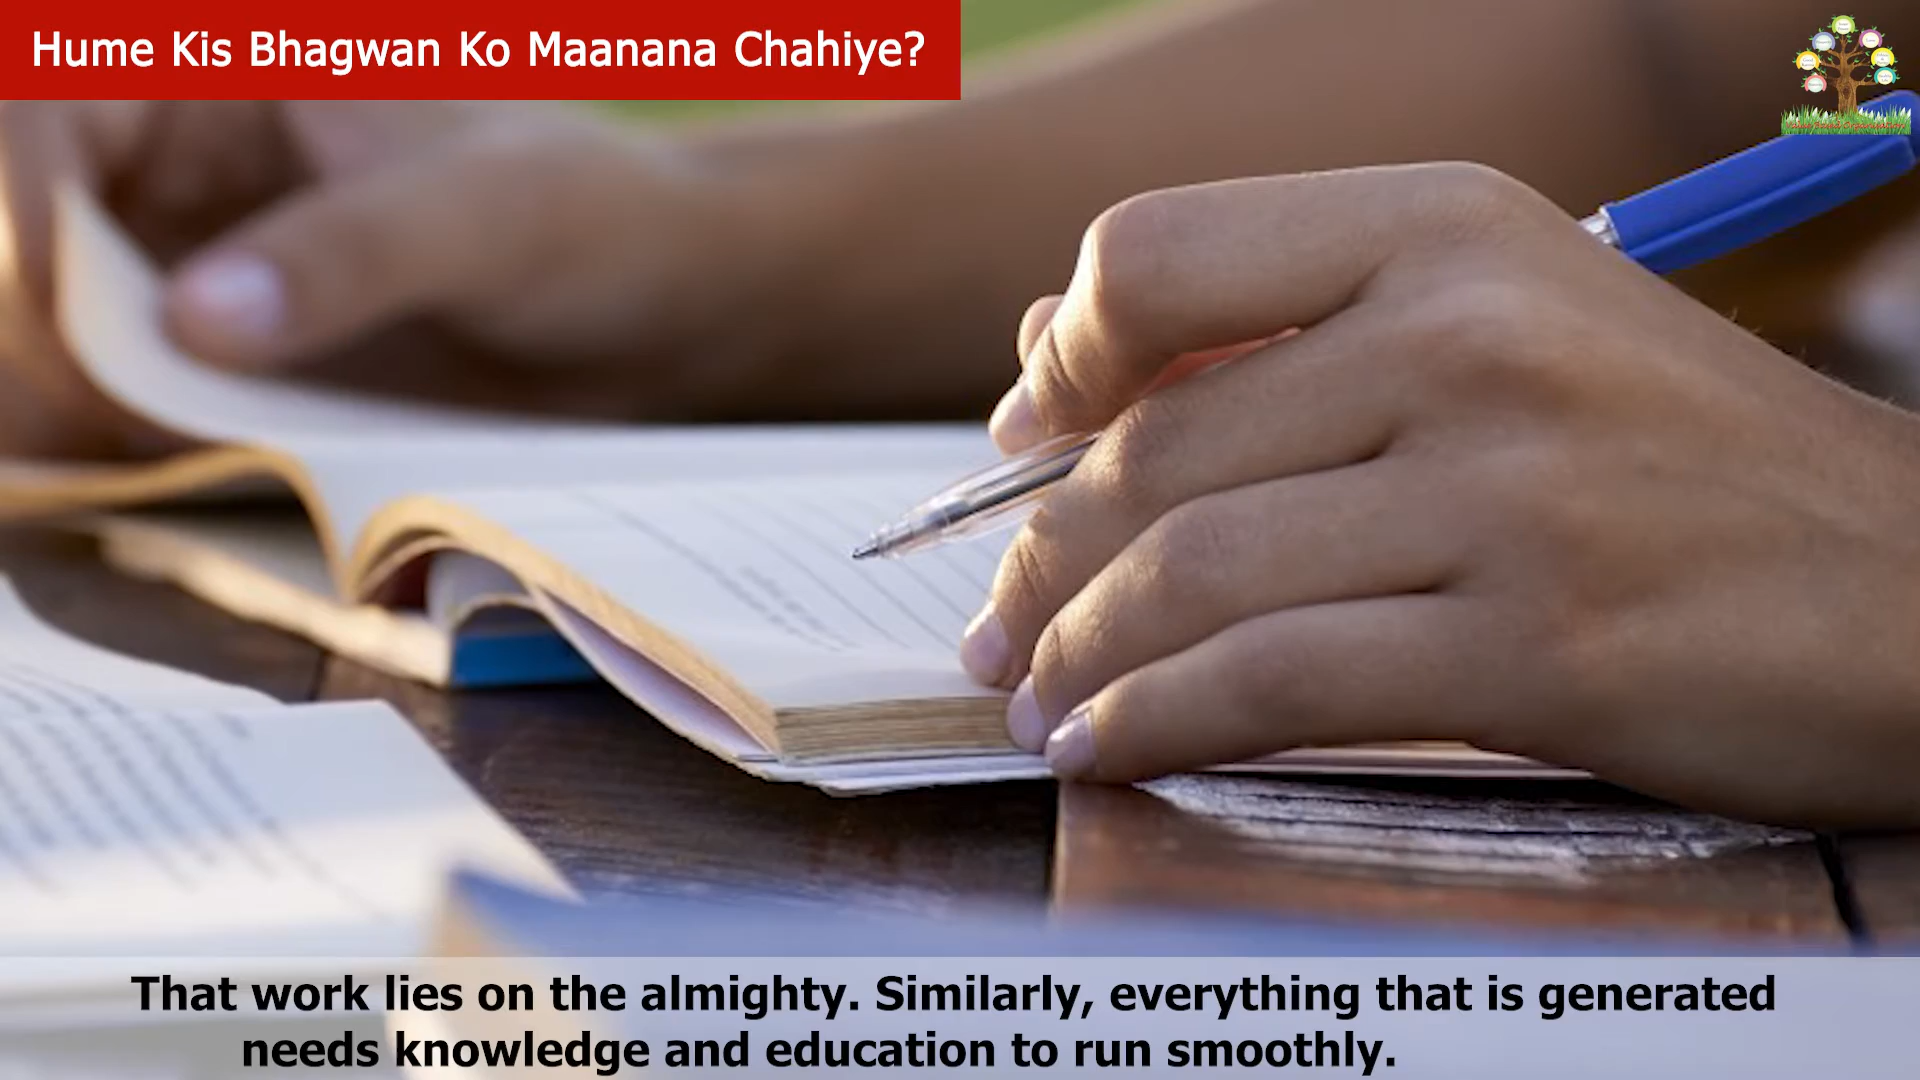 Hume Kis Bhagwan Ko Maanana Chahiye?
That work lies on the almighty. Similarly, everything that is generated
needs knowledge and education to run smoothly.